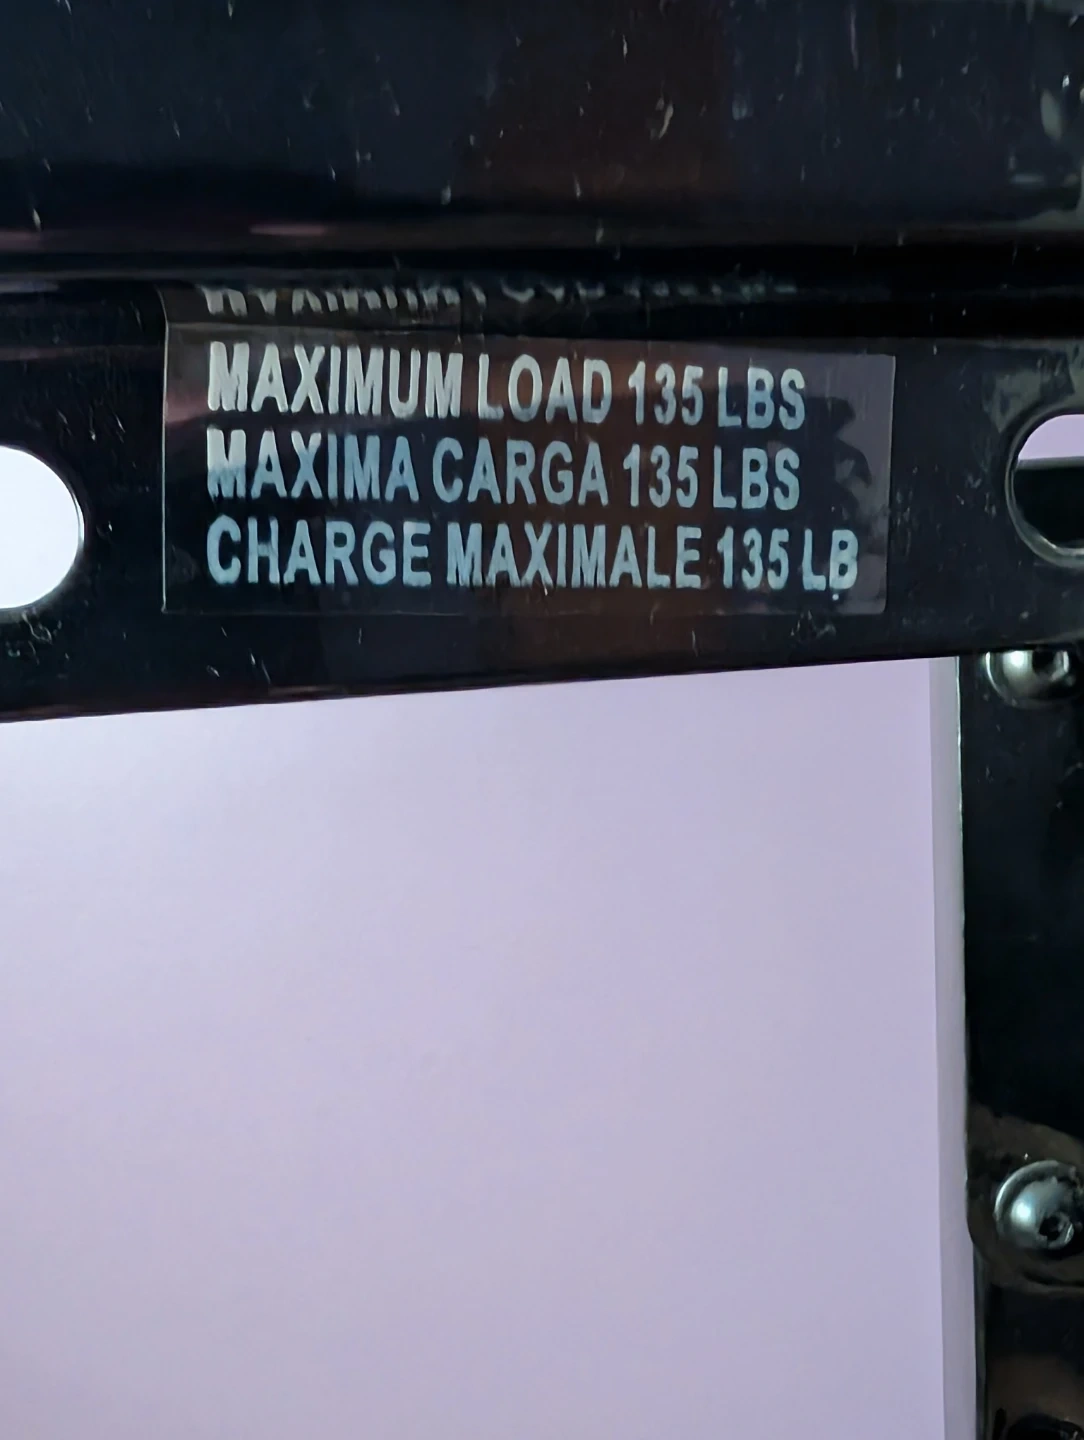 MAXIMUM LOAD 135 LBS
MAXIMA CARGA 135 LBS
CHARGE MAXIMALE 135 LB